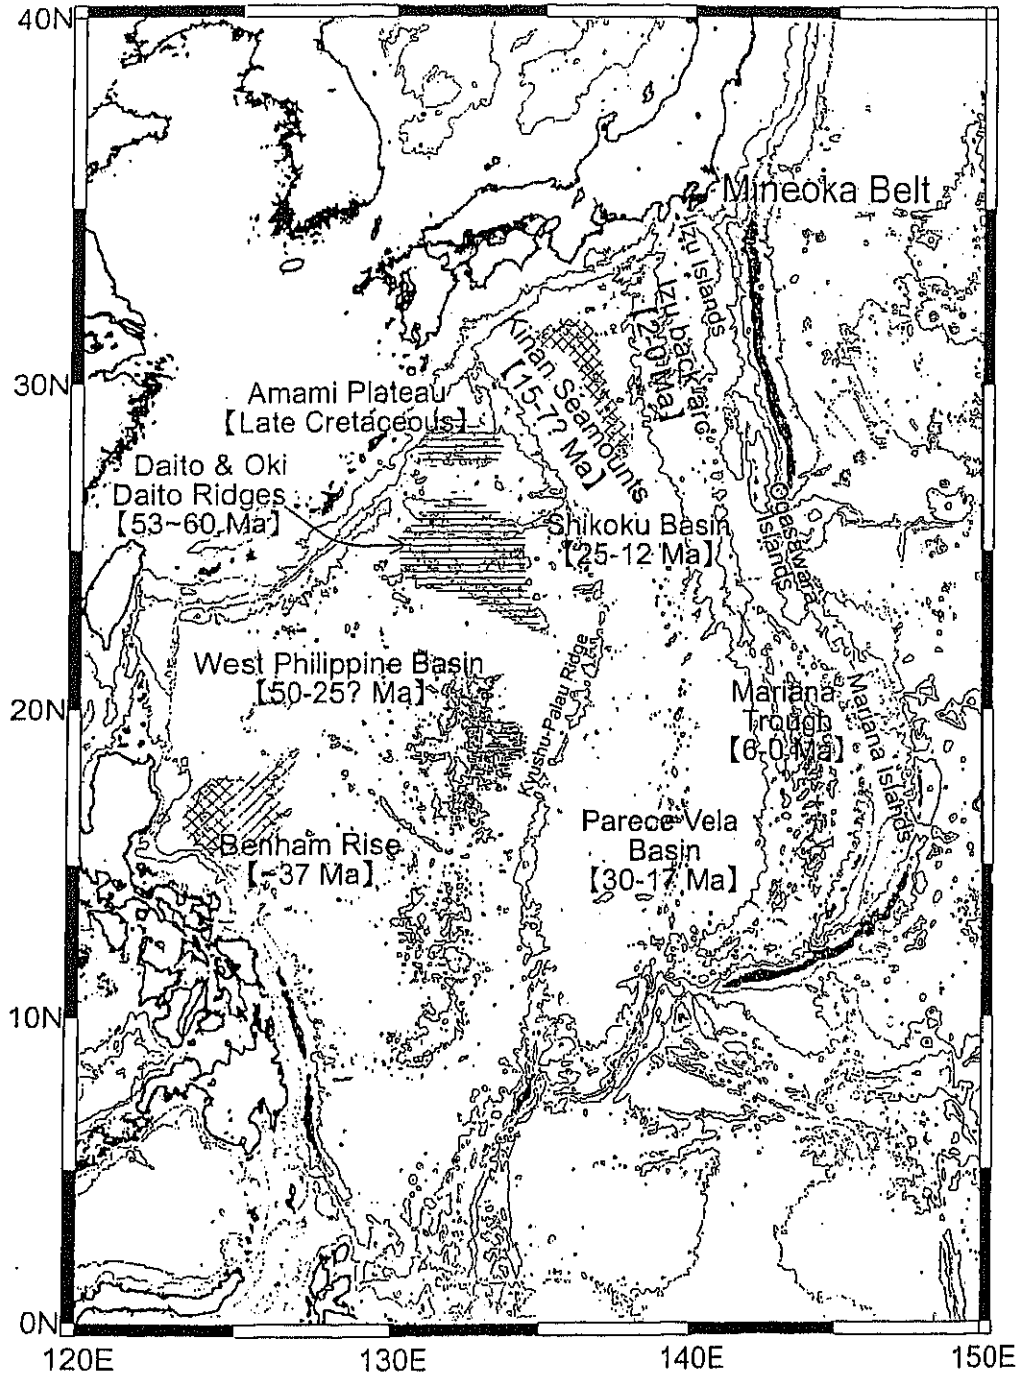 40N
Mineoka Belt
Izu Islands
Izu back arc
【2-0 Ma】
30N
Kinan Seamounts
【15-7? Ma】
Amami Plateau
【Late Cretaceous】
Daito & Oki
Daito Ridges
【53~60 Ma】
Shikoku Basin
【25-12 Ma】
Ogasawara
Islands
West Philippine Basin
【50-25? Ma】
Kyushu-Palau Ridge
20N
Mariana
Trough
【6-0 Ma】
Mariana Islands
Benham Rise
【~37 Ma】
Parece Vela
Basin
【30-17 Ma】
10N
0N
120E
130E
140E
150E